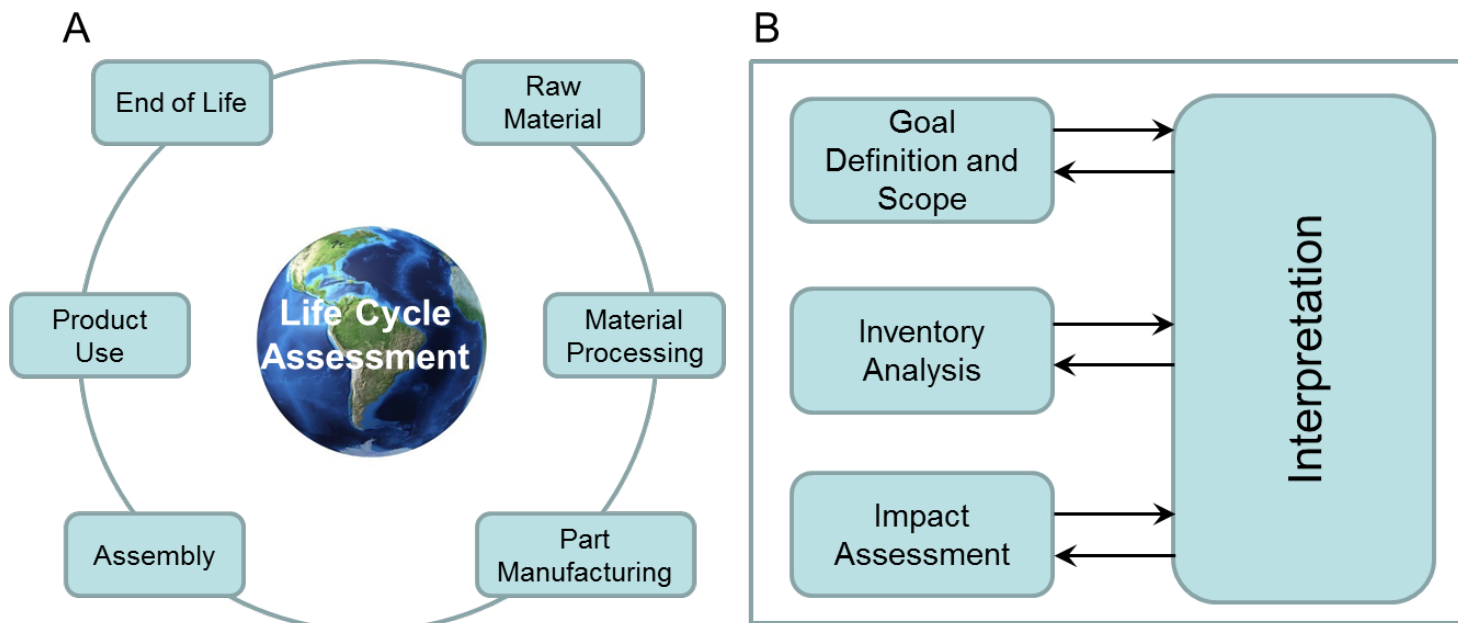 A
End of Life
Raw
Material
Life Cycle
Assessment
Product
Use
Material
Processing
Assembly
Part
Manufacturing
B
Goal
Definition and
Scope
Inventory
Analysis
Impact
Assessment
Interpretation